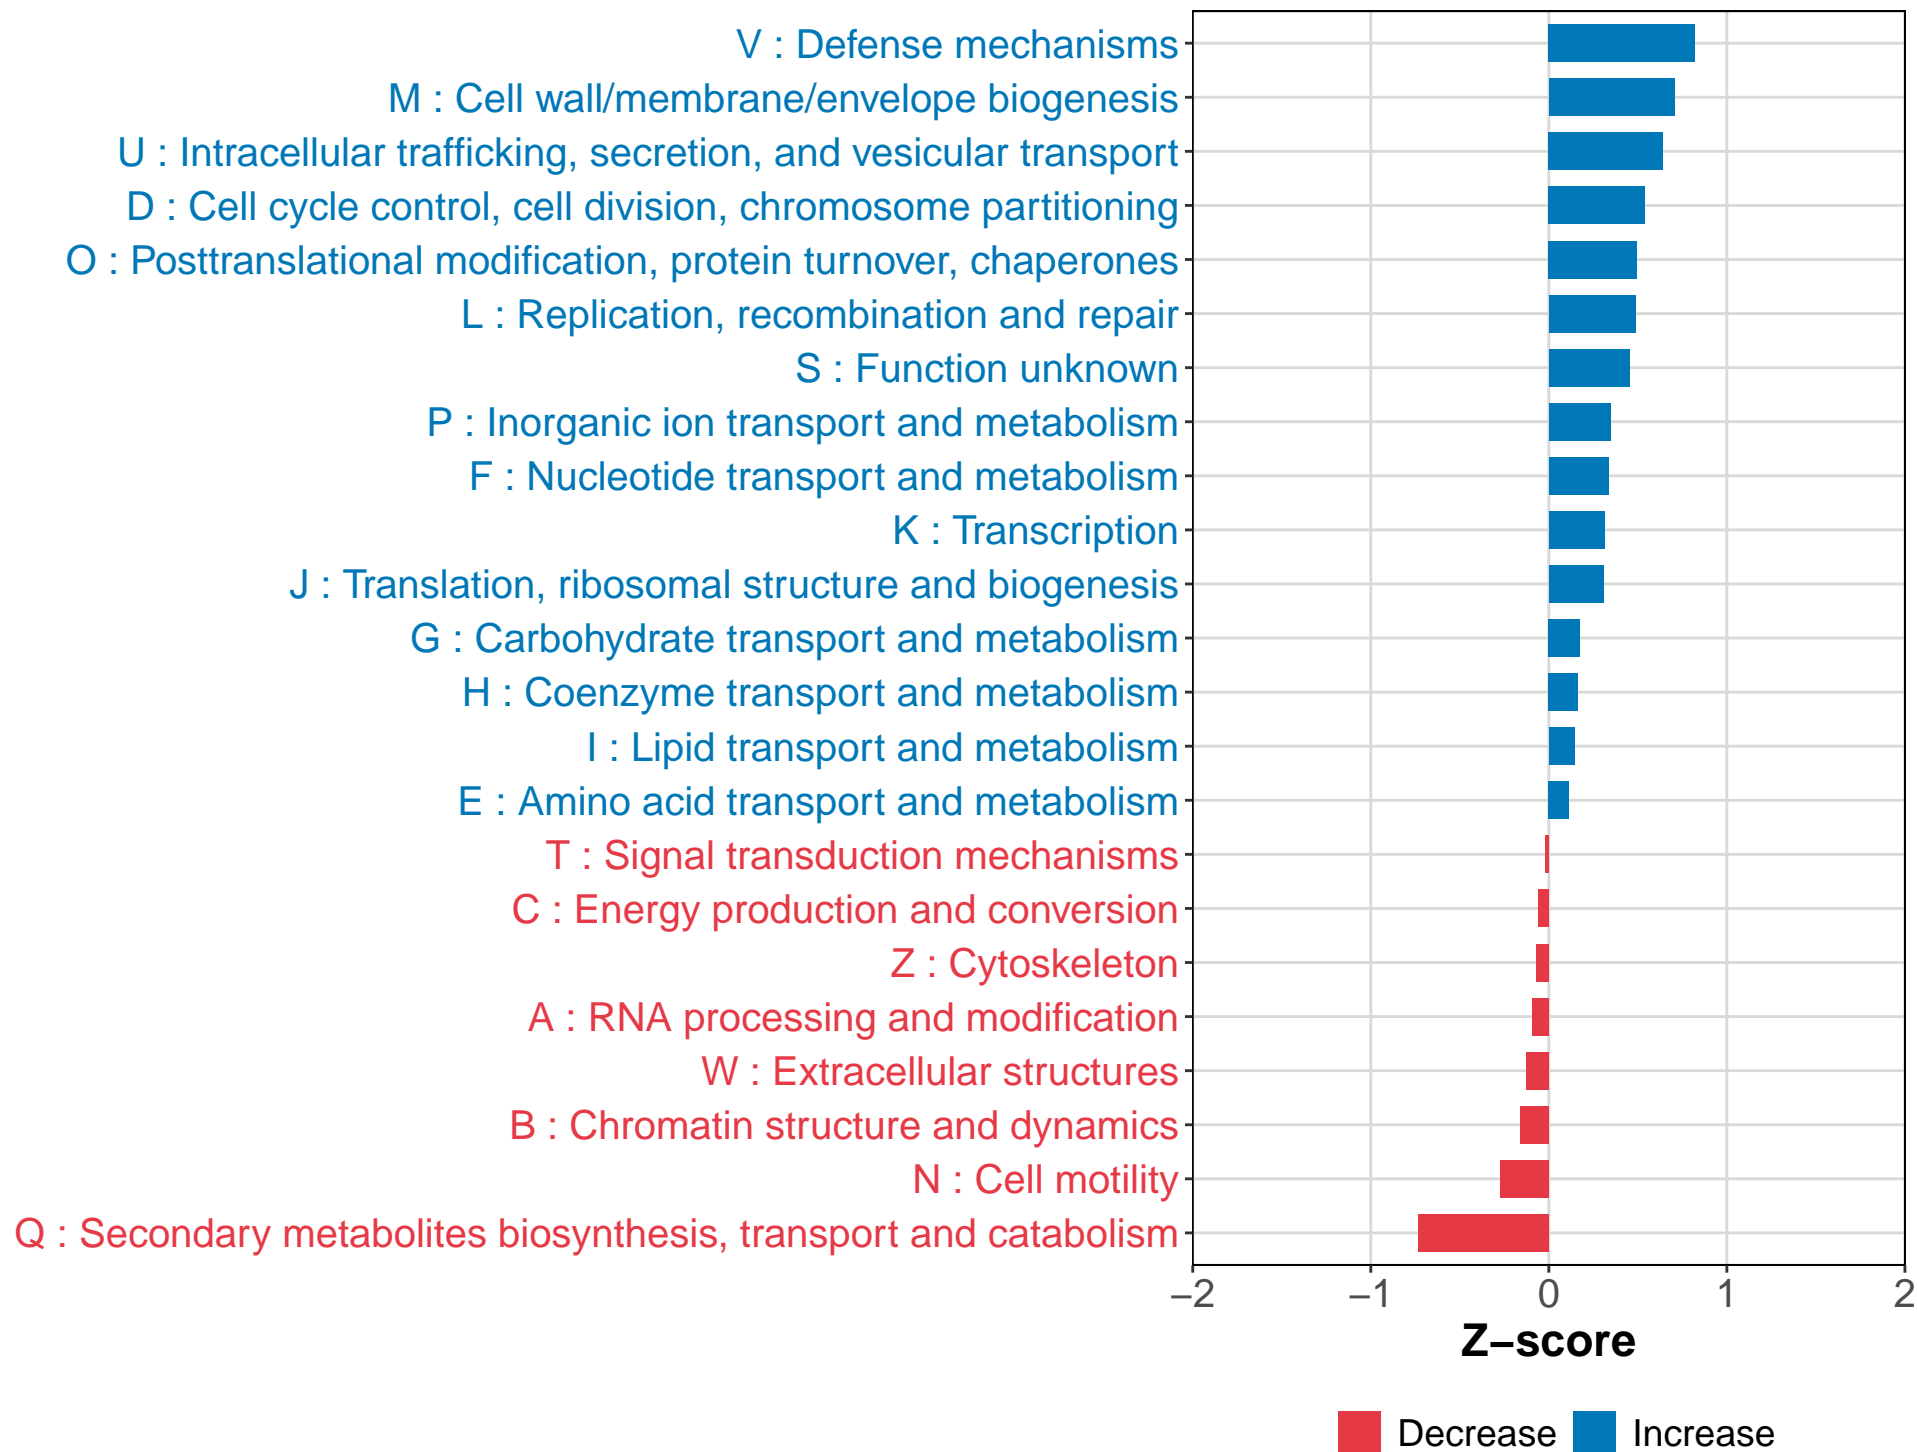 V : Defense mechanisms
M : Cell wall/membrane/envelope biogenesis
U : Intracellular trafficking, secretion, and vesicular transport
D : Cell cycle control, cell division, chromosome partitioning
O : Posttranslational modification, protein turnover, chaperones
L : Replication, recombination and repair
S : Function unknown
P : Inorganic ion transport and metabolism
F : Nucleotide transport and metabolism
K : Transcription
J : Translation, ribosomal structure and biogenesis
G : Carbohydrate transport and metabolism
H : Coenzyme transport and metabolism
I : Lipid transport and metabolism
E : Amino acid transport and metabolism
T : Signal transduction mechanisms
C : Energy production and conversion
Z : Cytoskeleton
A : RNA processing and modification
W : Extracellular structures
B : Chromatin structure and dynamics
N : Cell motility
Q : Secondary metabolites biosynthesis, transport and catabolism
−2 −1 0 1 2
Z−score
Decrease Increase